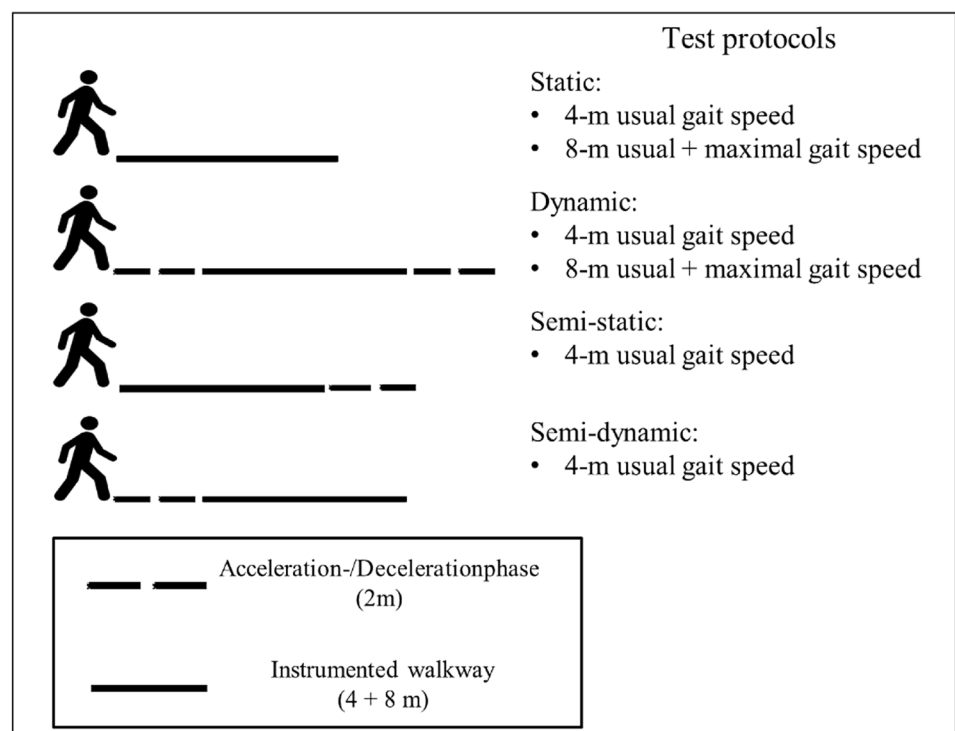 Test protocols
Static:
• 4-m usual gait speed
• 8-m usual + maximal gait speed
Dynamic:
• 4-m usual gait speed
• 8-m usual + maximal gait speed
Semi-static:
• 4-m usual gait speed
Semi-dynamic:
• 4-m usual gait speed
Acceleration-/Decelerationphase
(2m)
Instrumented walkway
(4 + 8 m)